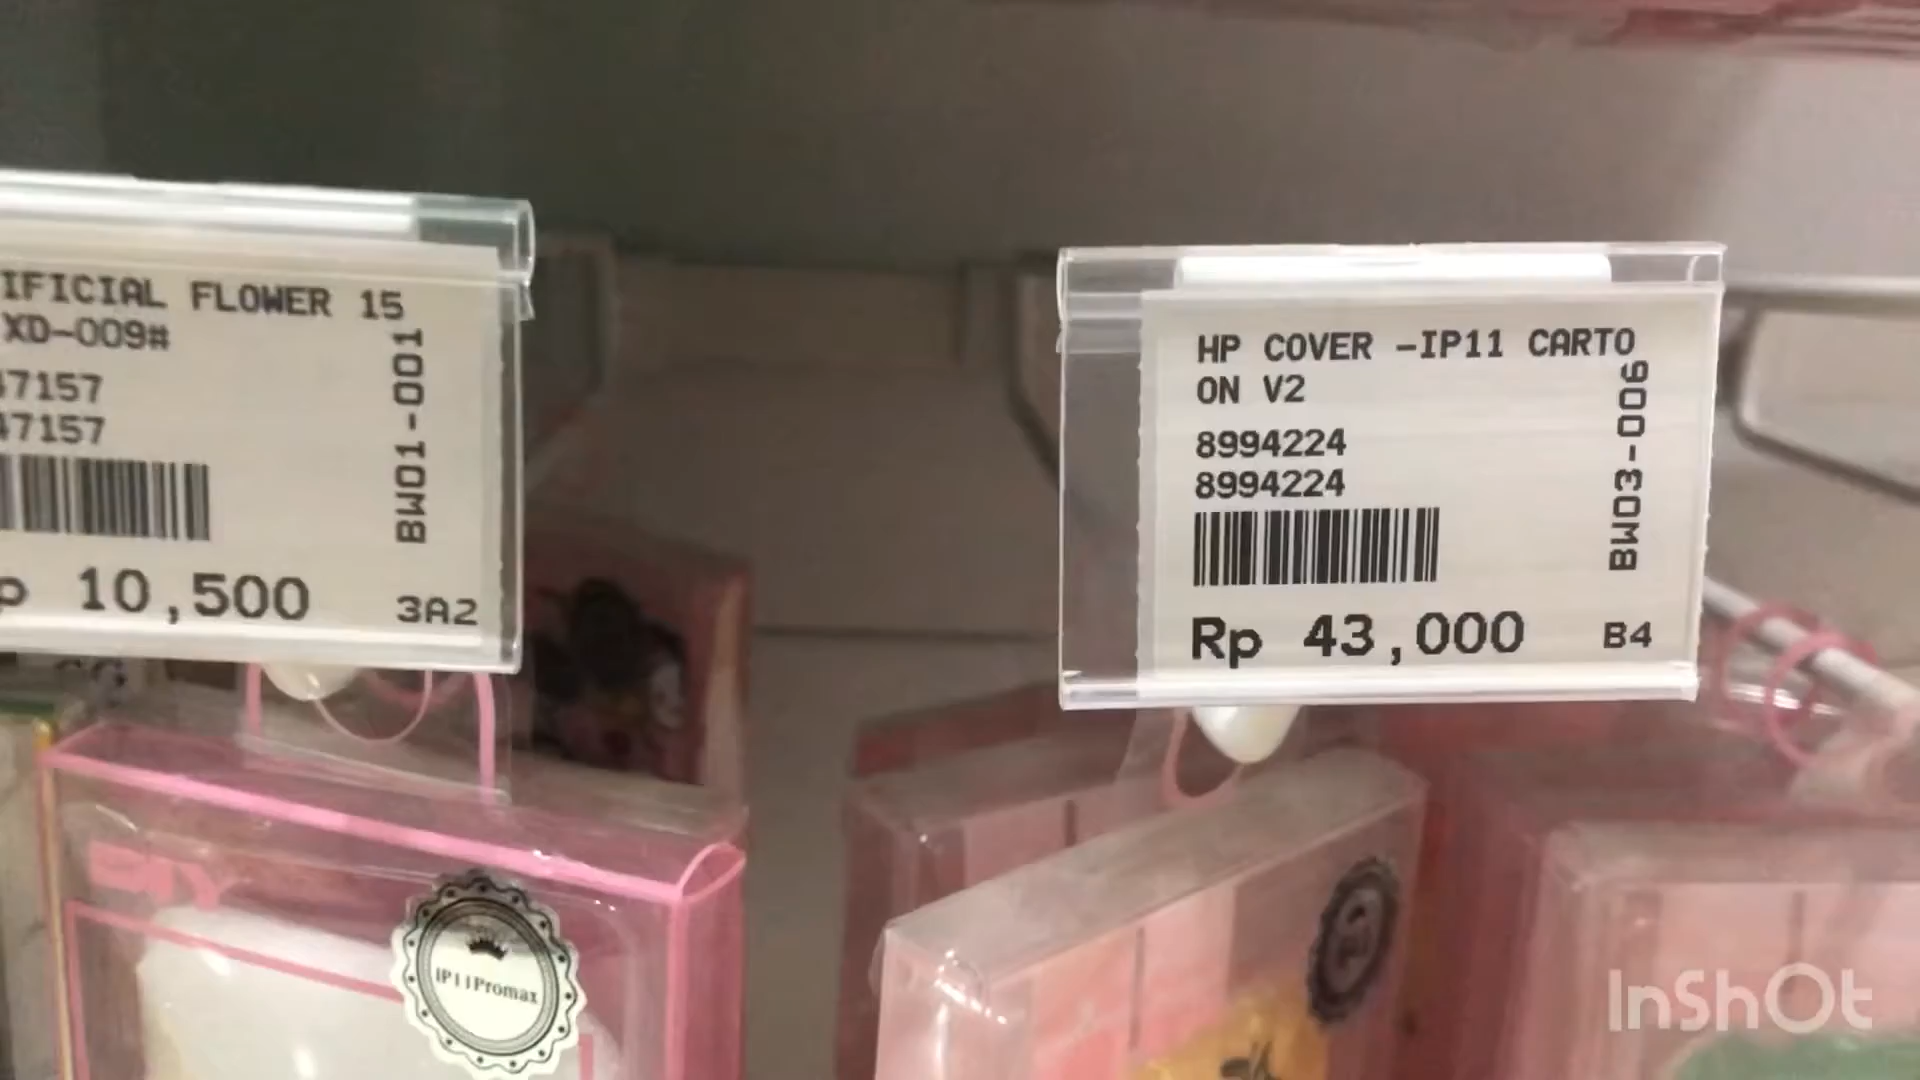 IFICIAL FLOWER 15
XD-009#
47157
47157
BW01-001
10,500
3A2
HP COVER -IP11 CARTO
ON V2
8994224
8994224
BW03-006
Rp 43,000
B4
IP11Promax
InShOt